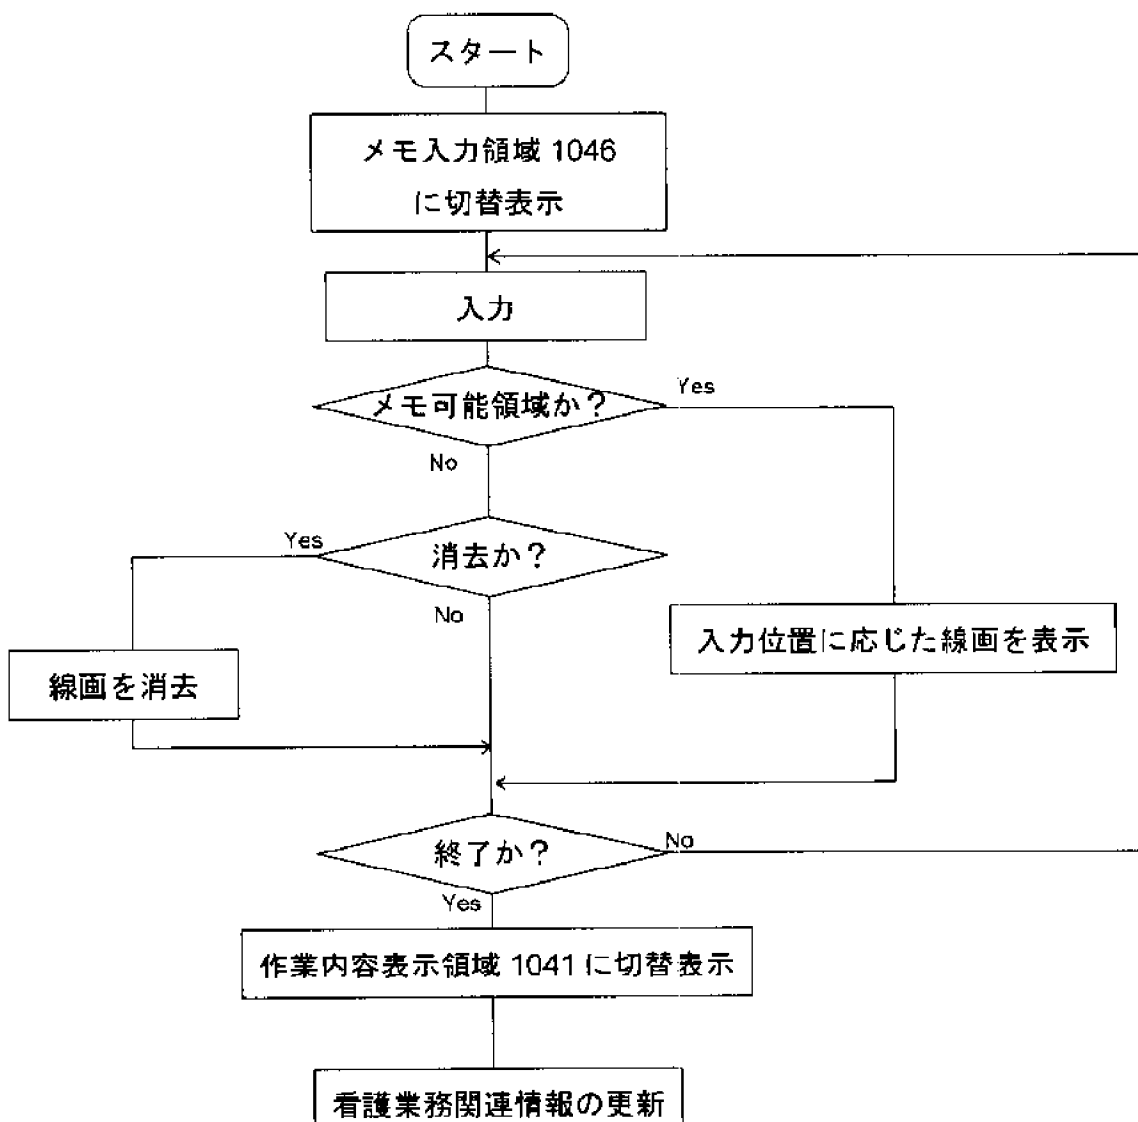 スタート
メモ入力領域 1046
に切替表示
入力
メモ可能領域か？
Yes
No
消去か？
Yes
No
入力位置に応じた線画を表示
線画を消去
終了か？
No
Yes
作業内容表示領域 1041 に切替表示
看護業務関連情報の更新